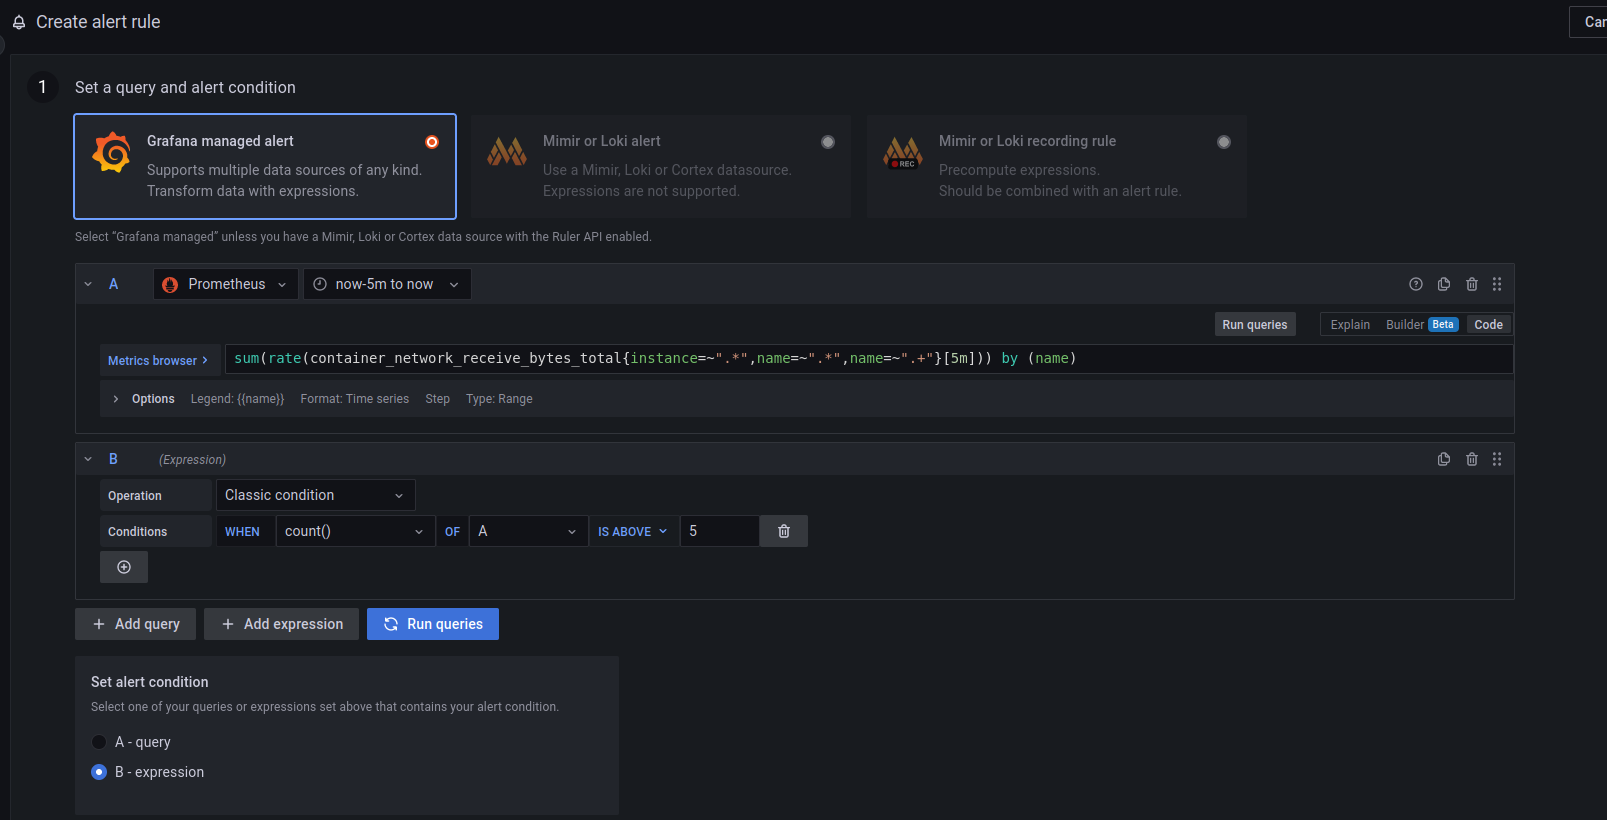 Create alert rule
1 Set a query and alert condition
Grafana managed alert
Supports multiple data sources of any kind.
Transform data with expressions.
Mimir or Loki alert
Use a Mimir, Loki or Cortex datasource.
Expressions are not supported.
REC
Mimir or Loki recording rule
Precompute expressions.
Should be combined with an alert rule.
Select “Grafana managed” unless you have a Mimir, Loki or Cortex data source with the Ruler API enabled.
A Prometheus now-5m to now
Run queries Explain Builder Beta Code
Metrics browser > sum(rate(container_network_receive_bytes_total{instance=~".*",name=~".*",name=~".+"}[5m])) by (name)
Options Legend: {{name}} Format: Time series Step Type: Range
B (Expression)
Operation Classic condition
Conditions WHEN count() OF A IS ABOVE 5
+ Add query + Add expression Run queries
Set alert condition
Select one of your queries or expressions set above that contains your alert condition.
A - query
B - expression